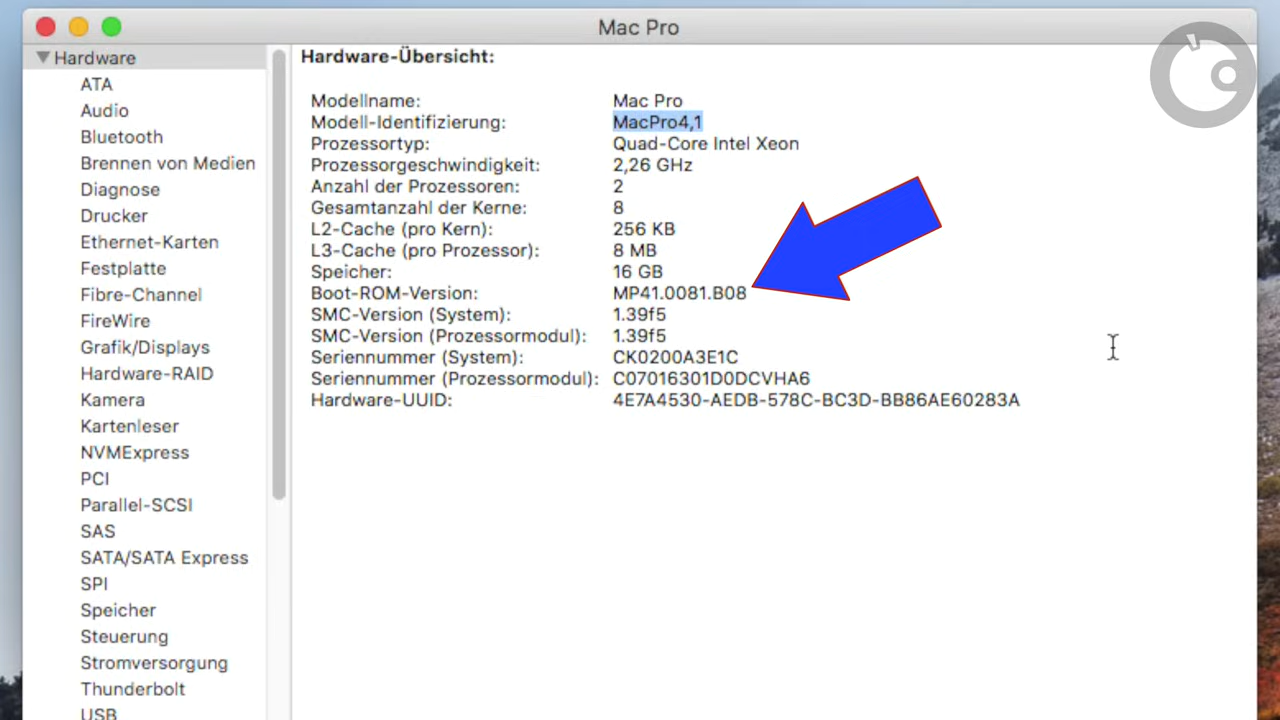 Mac Pro
Hardware
ATA
Audio
Bluetooth
Brennen von Medien
Diagnose
Drucker
Ethernet-Karten
Festplatte
Fibre-Channel
FireWire
Grafik/Displays
Hardware-RAID
Kamera
Kartenleser
NVMExpress
PCI
Parallel-SCSI
SAS
SATA/SATA Express
SPI
Speicher
Steuerung
Stromversorgung
Thunderbolt
USB
Hardware-Übersicht:
Modellname: Mac Pro
Modell-Identifizierung: MacPro4,1
Prozessortyp: Quad-Core Intel Xeon
Prozessorgeschwindigkeit: 2,26 GHz
Anzahl der Prozessoren: 2
Gesamtanzahl der Kerne: 8
L2-Cache (pro Kern): 256 KB
L3-Cache (pro Prozessor): 8 MB
Speicher: 16 GB
Boot-ROM-Version: MP41.0081.B08
SMC-Version (System): 1.39f5
SMC-Version (Prozessormodul): 1.39f5
Seriennummer (System): CK0200A3E1C
Seriennummer (Prozessormodul): C07016301D0DCVHA6
Hardware-UUID: 4E7A4530-AEDB-578C-BC3D-BB86AE60283A